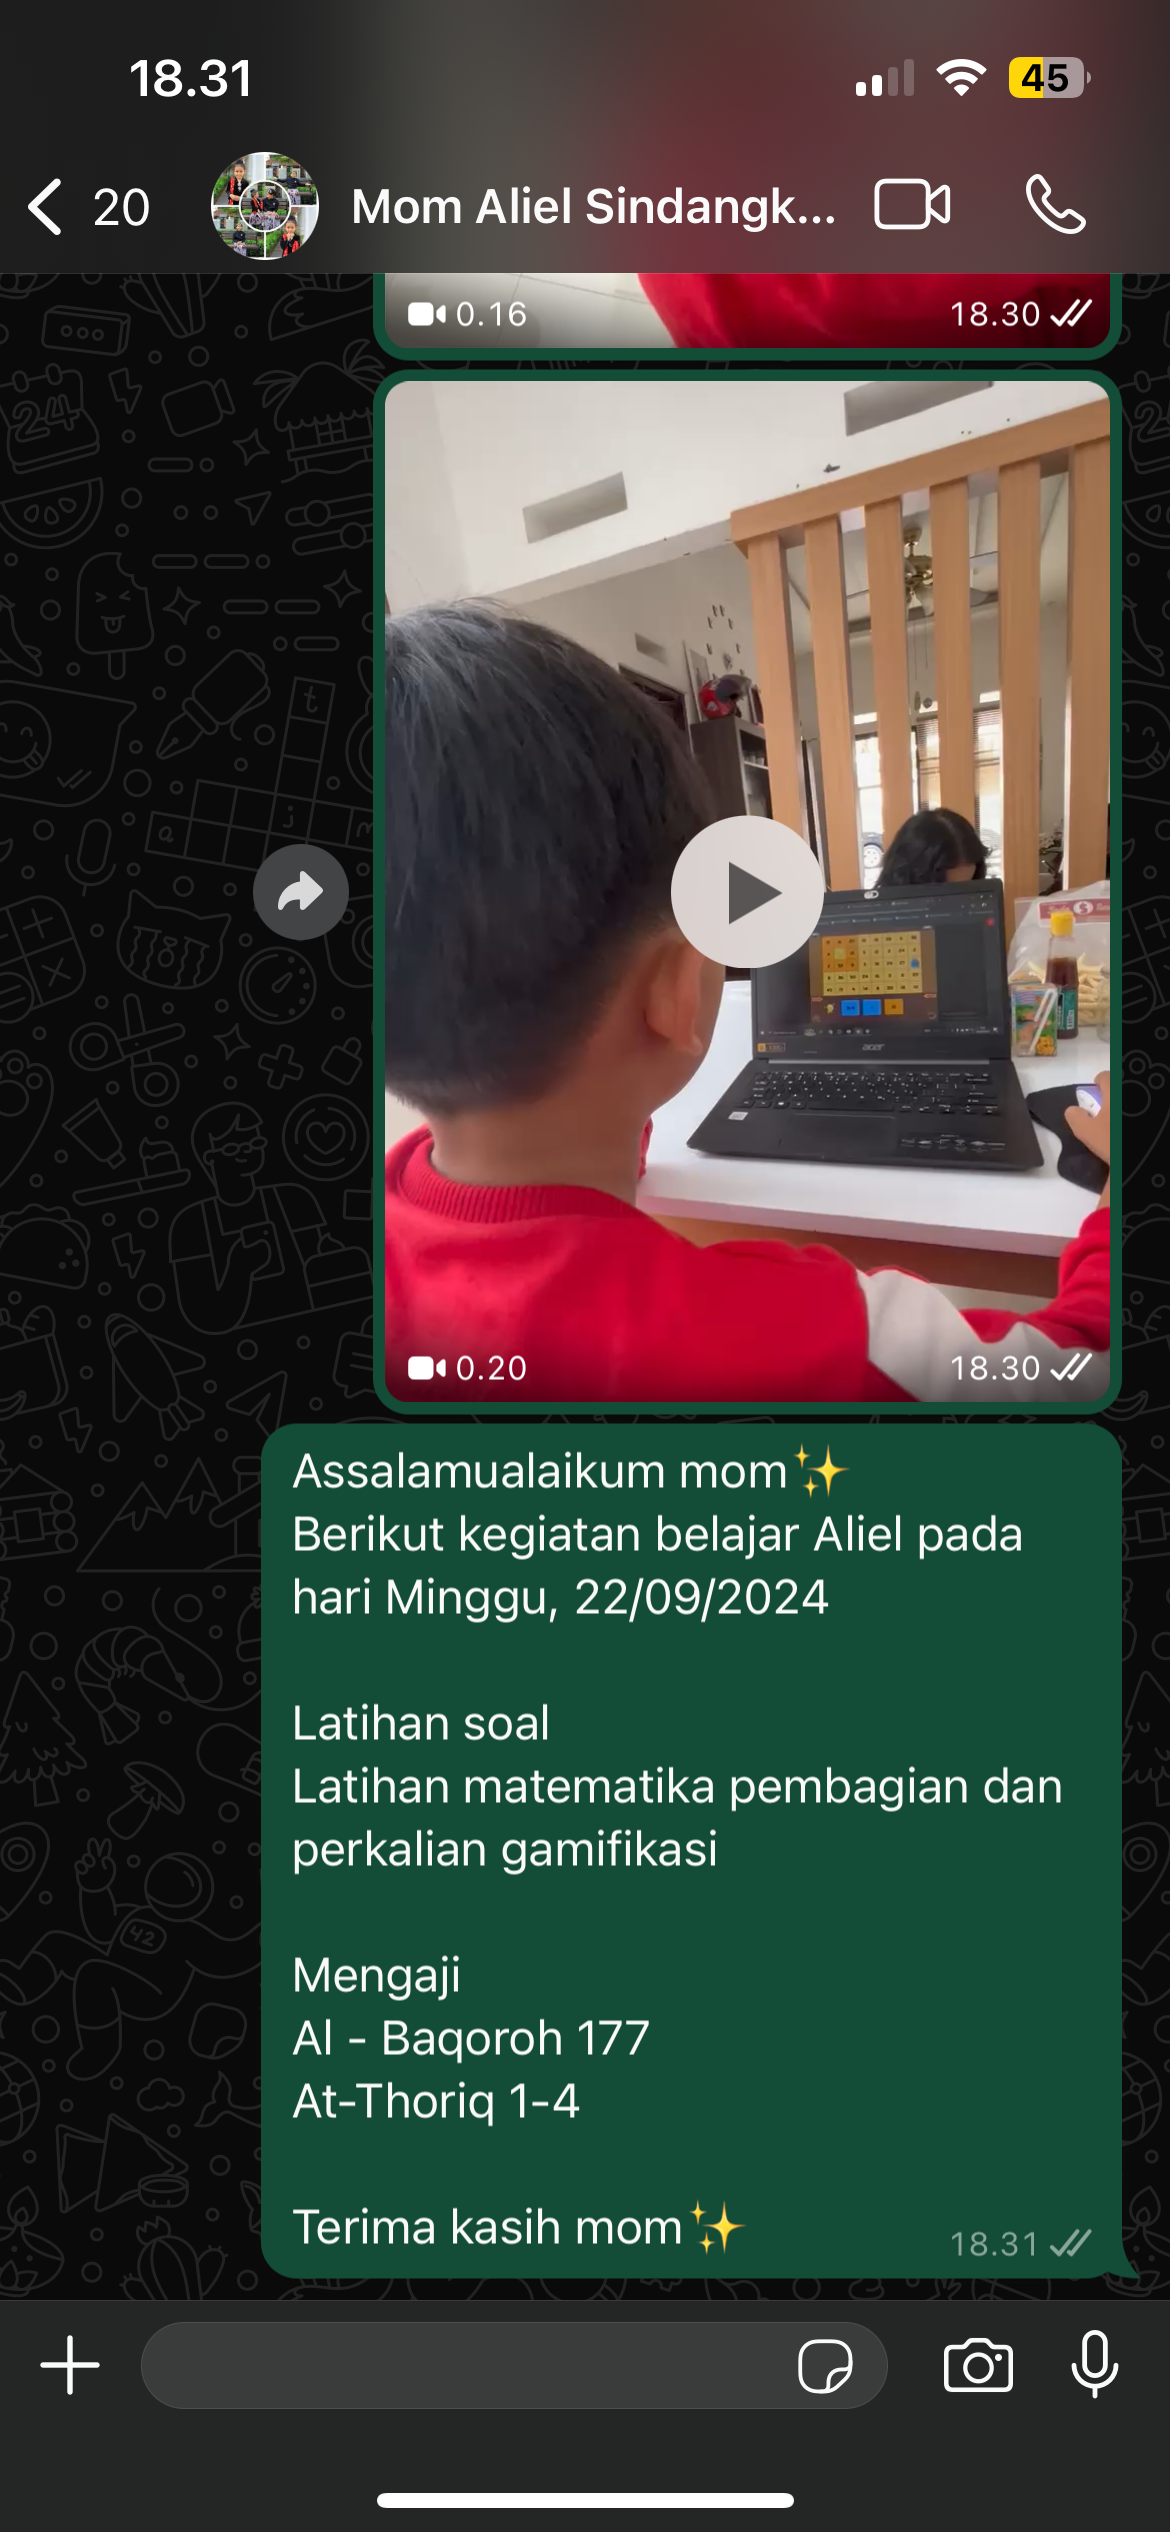 18.31
45
20
Mom Aliel Sindangk...
0.16
18.30
acer
0.20
18.30
Assalamualaikum mom✨
Berikut kegiatan belajar Aliel pada
hari Minggu, 22/09/2024
Latihan soal
Latihan matematika pembagian dan
perkalian gamifikasi
Mengaji
Al - Baqoroh 177
At-Thoriq 1-4
Terima kasih mom✨
18.31